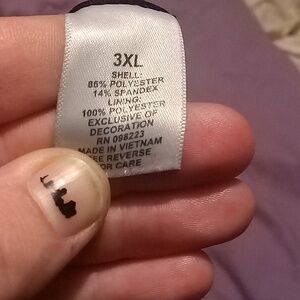 3XL
SHELL:
86% POLYESTER
14% SPANDEX
LINING:
100% POLYESTER
EXCLUSIVE OF
DECORATION
RN 098223
MADE IN VIETNAM
SEE REVERSE
FOR CARE